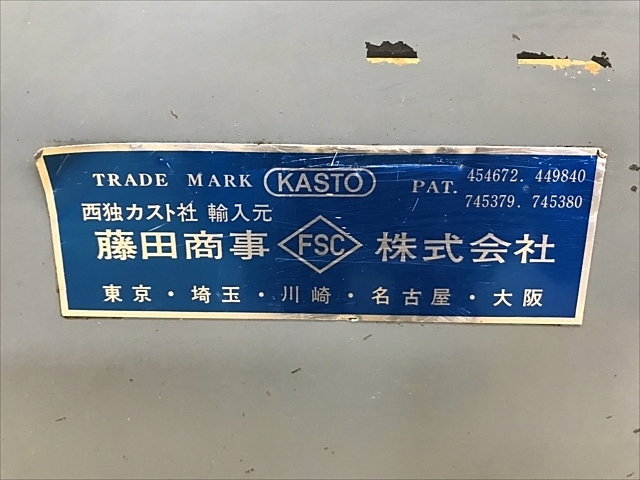 TRADE MARK KASTO PAT. 454672. 449840
745379. 745380
西独カスト社 輸入元
藤田商事 FSC 株式会社
東京・埼玉・川崎・名古屋・大阪